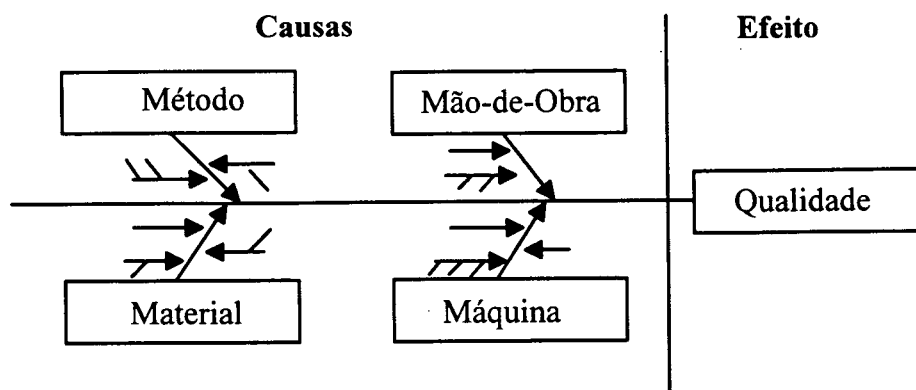 Causas
Efeito
Método
Mão-de-Obra
Qualidade
Material
Máquina